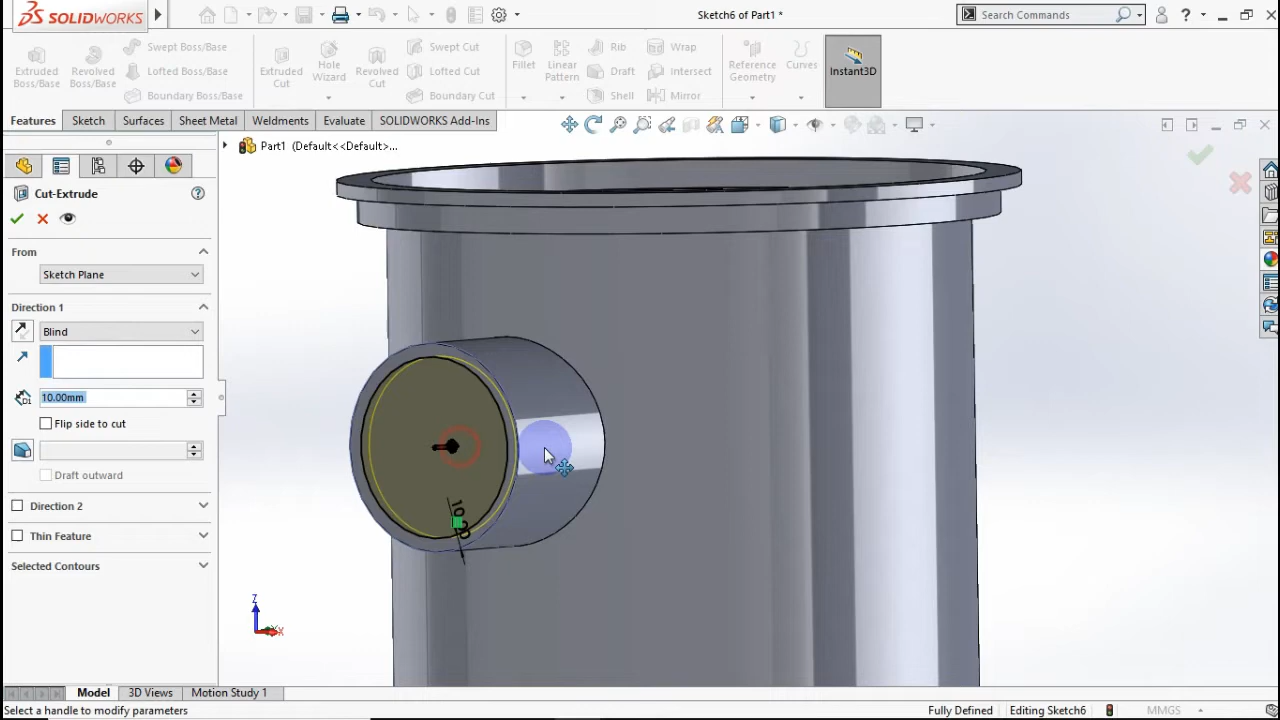 SOLIDWORKS
Sketch6 of Part1 *
Search Commands
?
Extruded Boss/Base
Revolved Boss/Base
Swept Boss/Base
Lofted Boss/Base
Boundary Boss/Base
Extruded Cut
Hole Wizard
Revolved Cut
Swept Cut
Lofted Cut
Boundary Cut
Fillet
Linear Pattern
Rib
Draft
Shell
Wrap
Intersect
Mirror
Reference Geometry
Curves
Instant3D
Features
Sketch
Surfaces
Sheet Metal
Weldments
Evaluate
SOLIDWORKS Add-Ins
Part1 (Default<<Default>...
Cut-Extrude
From
Sketch Plane
Direction 1
Blind
10.00mm
Flip side to cut
Draft outward
Direction 2
Thin Feature
Selected Contours
Z
X
Model
3D Views
Motion Study 1
Select a handle to modify parameters
Fully Defined
Editing Sketch6
MMGS